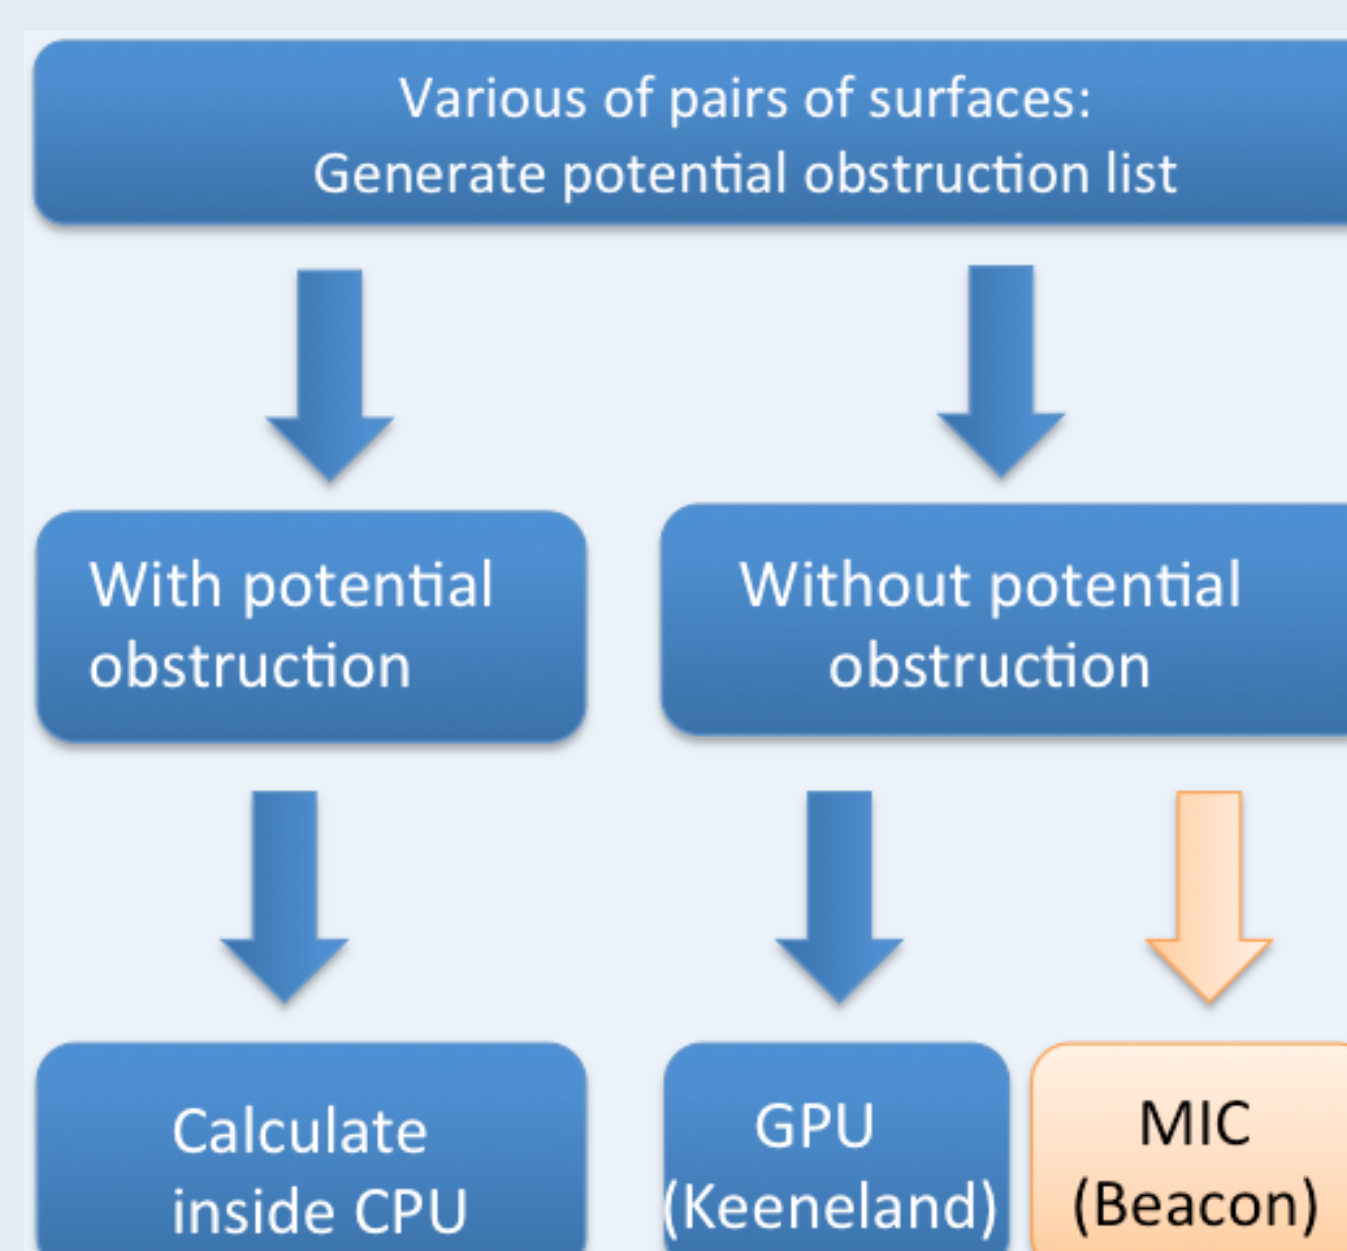 Various of pairs of surfaces:
Generate potential obstruction list
With potential
obstruction
Without potential
obstruction
Calculate
inside CPU
GPU
(Keeneland)
MIC
(Beacon)